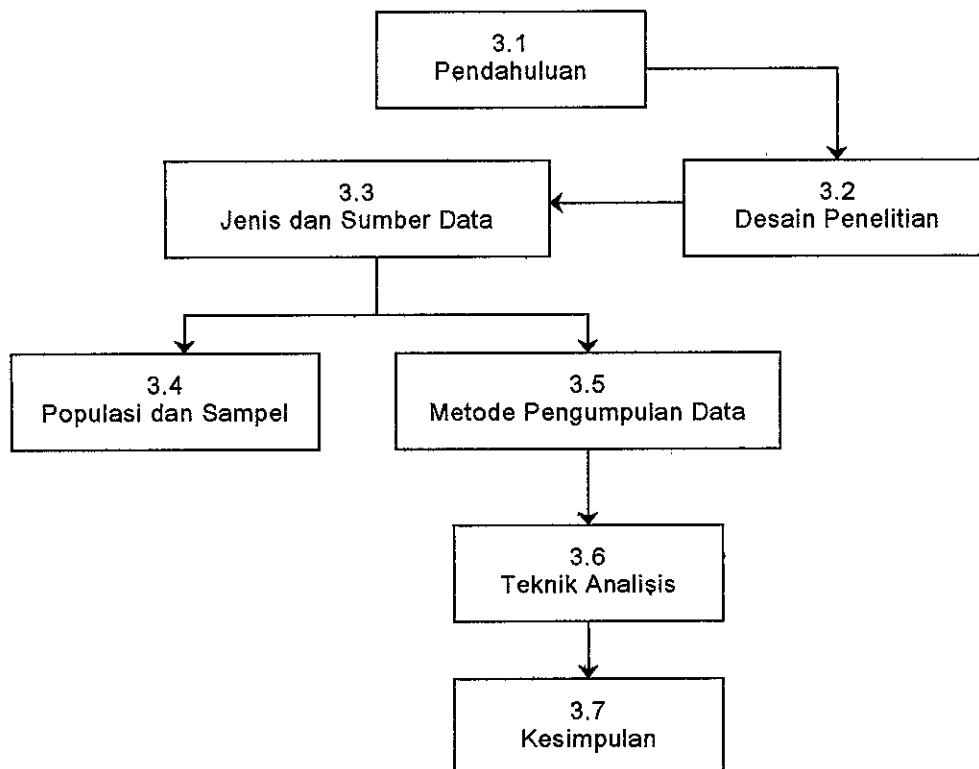 3.1
Pendahuluan
3.2
Desain Penelitian
3.3
Jenis dan Sumber Data
3.4
Populasi dan Sampel
3.5
Metode Pengumpulan Data
3.6
Teknik Analisis
3.7
Kesimpulan